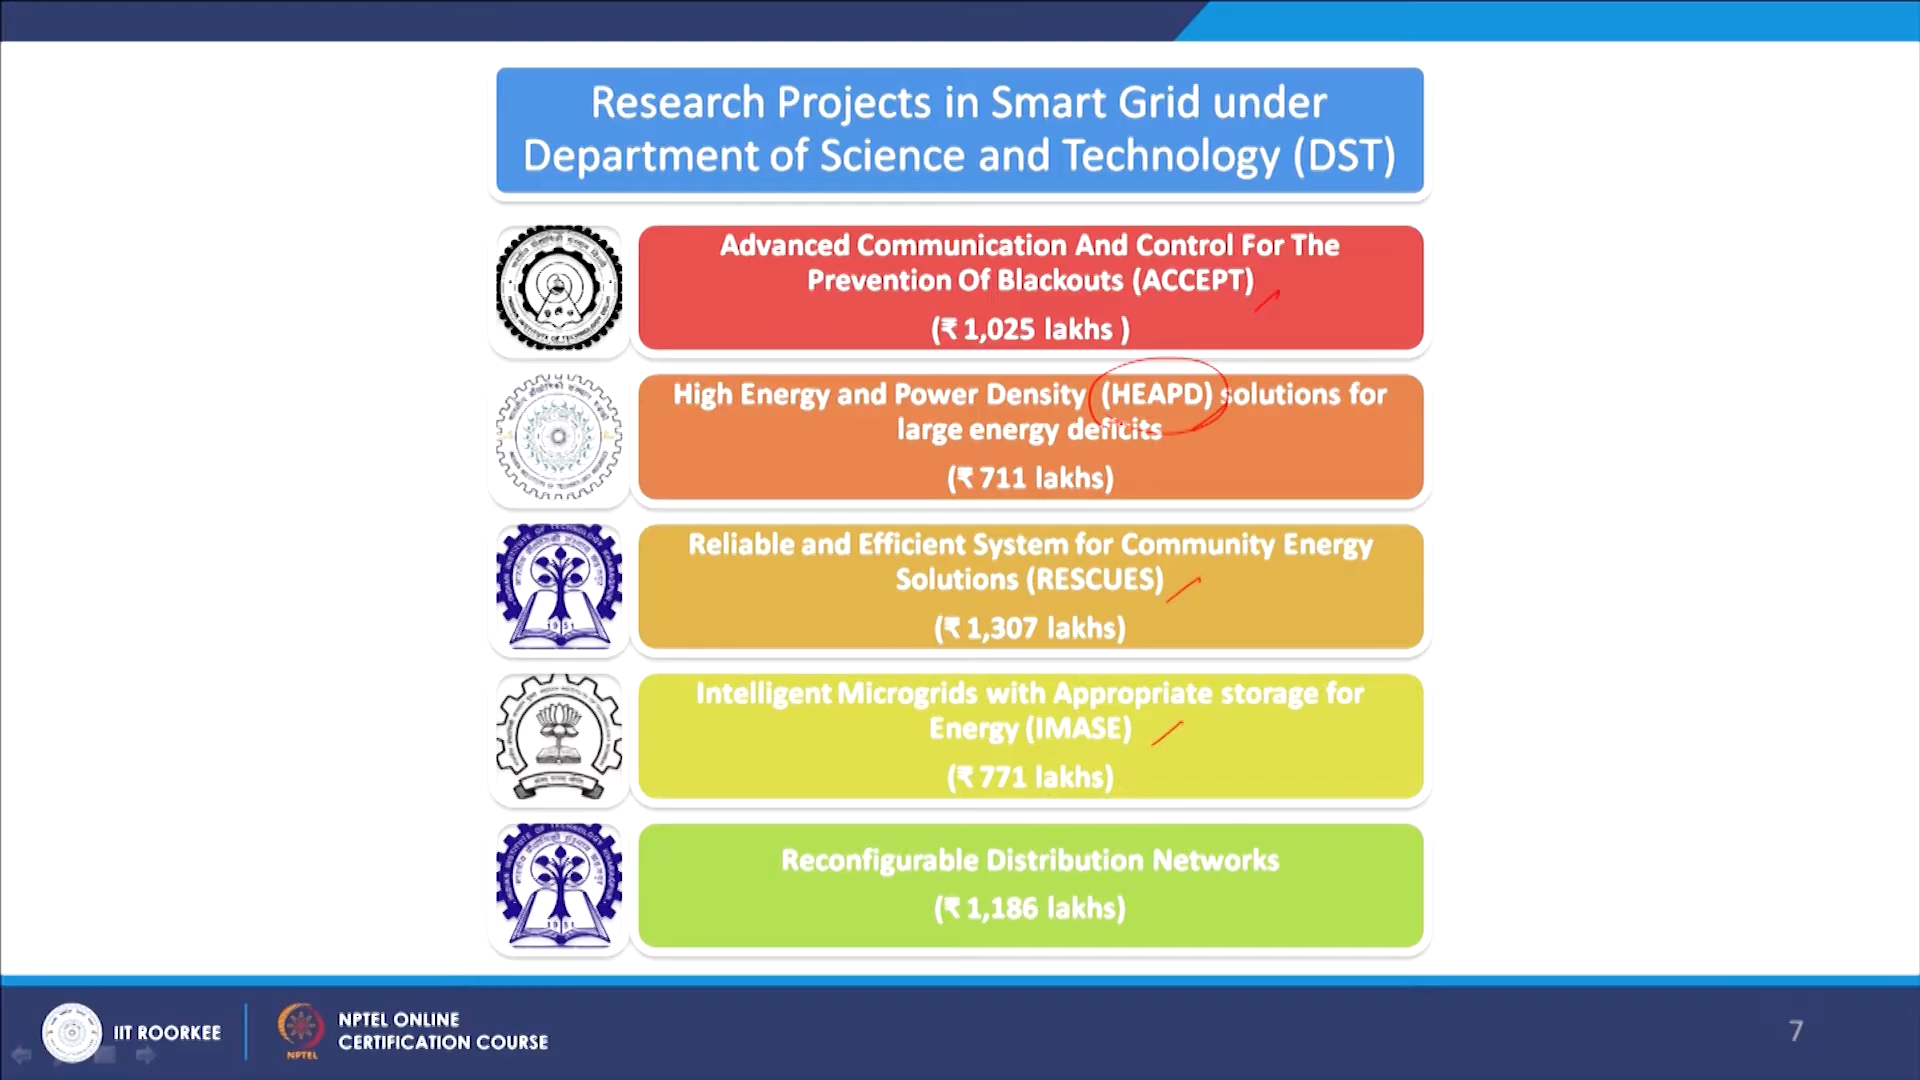 Research Projects in Smart Grid under
Department of Science and Technology (DST)
Advanced Communication And Control For The
Prevention Of Blackouts (ACCEPT)
(₹ 1,025 lakhs )
High Energy and Power Density (HEAPD) solutions for
large energy deficits
(₹ 711 lakhs)
Reliable and Efficient System for Community Energy
Solutions (RESCUES)
(₹ 1,307 lakhs)
1951
Intelligent Microgrids with Appropriate storage for
Energy (IMASE)
(₹ 771 lakhs)
Reconfigurable Distribution Networks
(₹ 1,186 lakhs)
1951
IIT ROORKEE
NPTEL
NPTEL ONLINE
CERTIFICATION COURSE
7